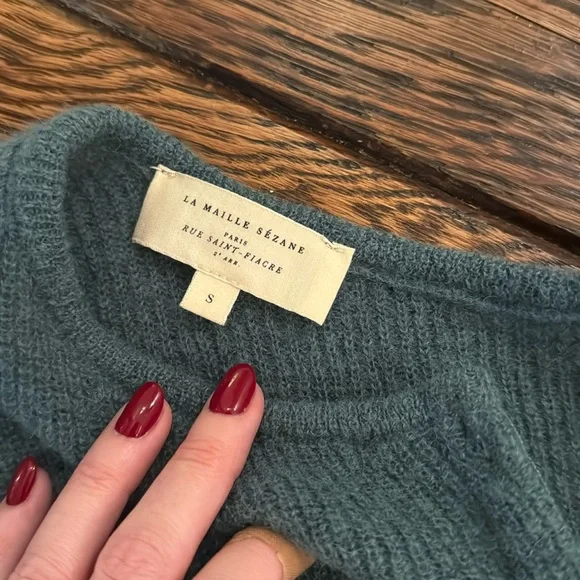 LA MAILLE SÉZANE
PARIS
RUE SAINT-FIACRE
2ᵉ ARR.
S